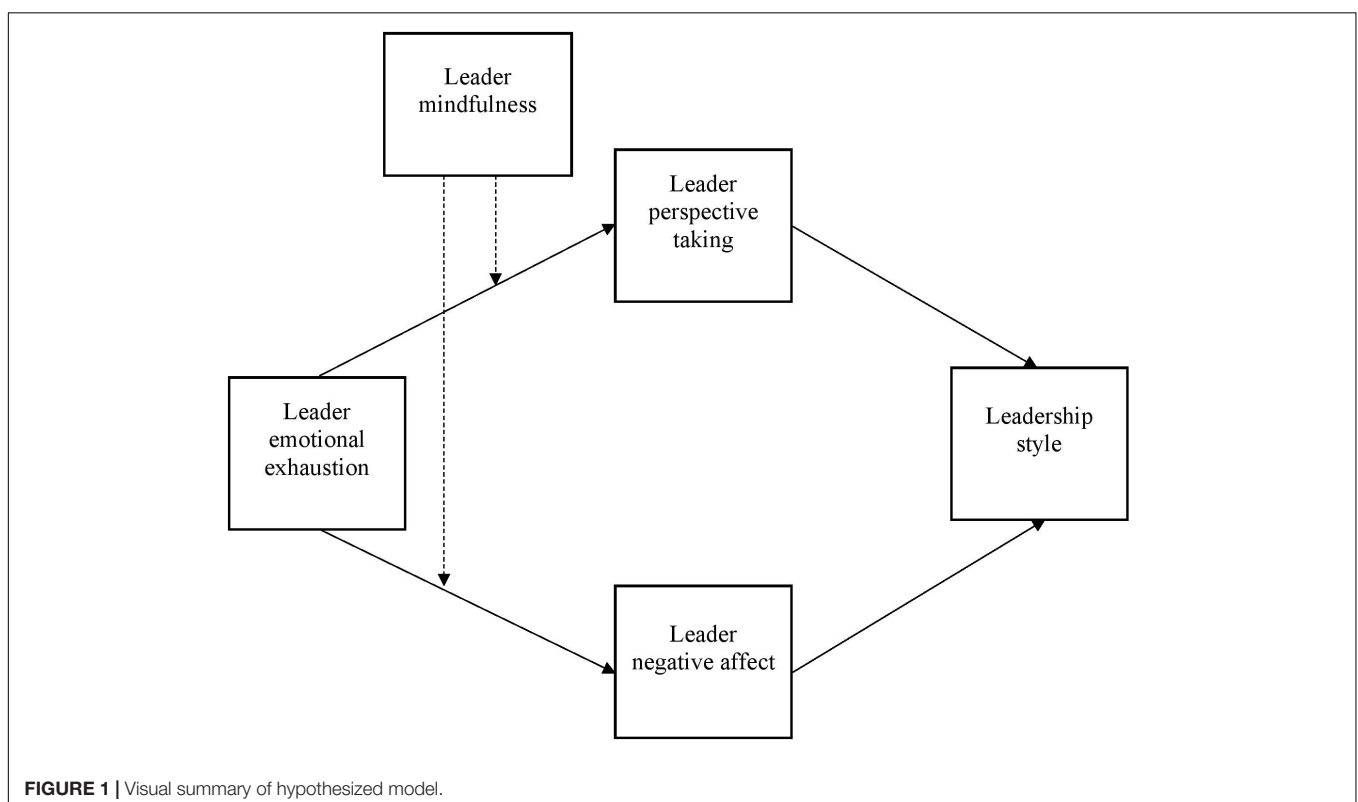 Leader
mindfulness
Leader
perspective
taking
Leader
emotional
exhaustion
Leadership
style
Leader
negative affect
FIGURE 1 | Visual summary of hypothesized model.